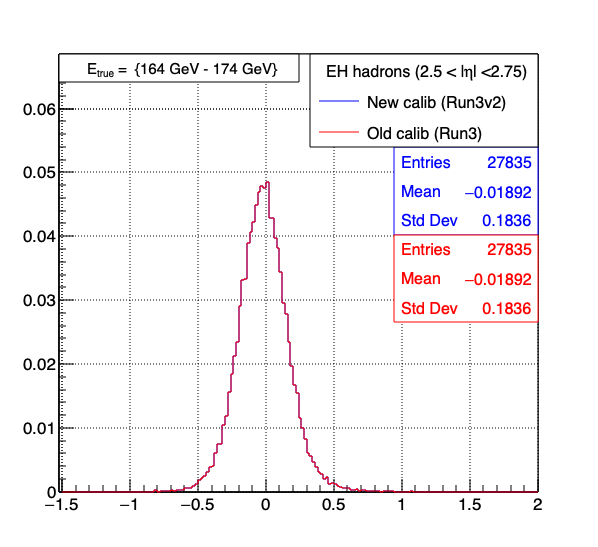 E_true = {164 GeV - 174 GeV}
EH hadrons (2.5 < |η| <2.75)
New calib (Run3v2)
Old calib (Run3)
Entries 27835
Mean −0.01892
Std Dev 0.1836
Entries 27835
Mean −0.01892
Std Dev 0.1836
0.06
0.05
0.04
0.03
0.02
0.01
0
−1.5 −1 −0.5 0 0.5 1 1.5 2